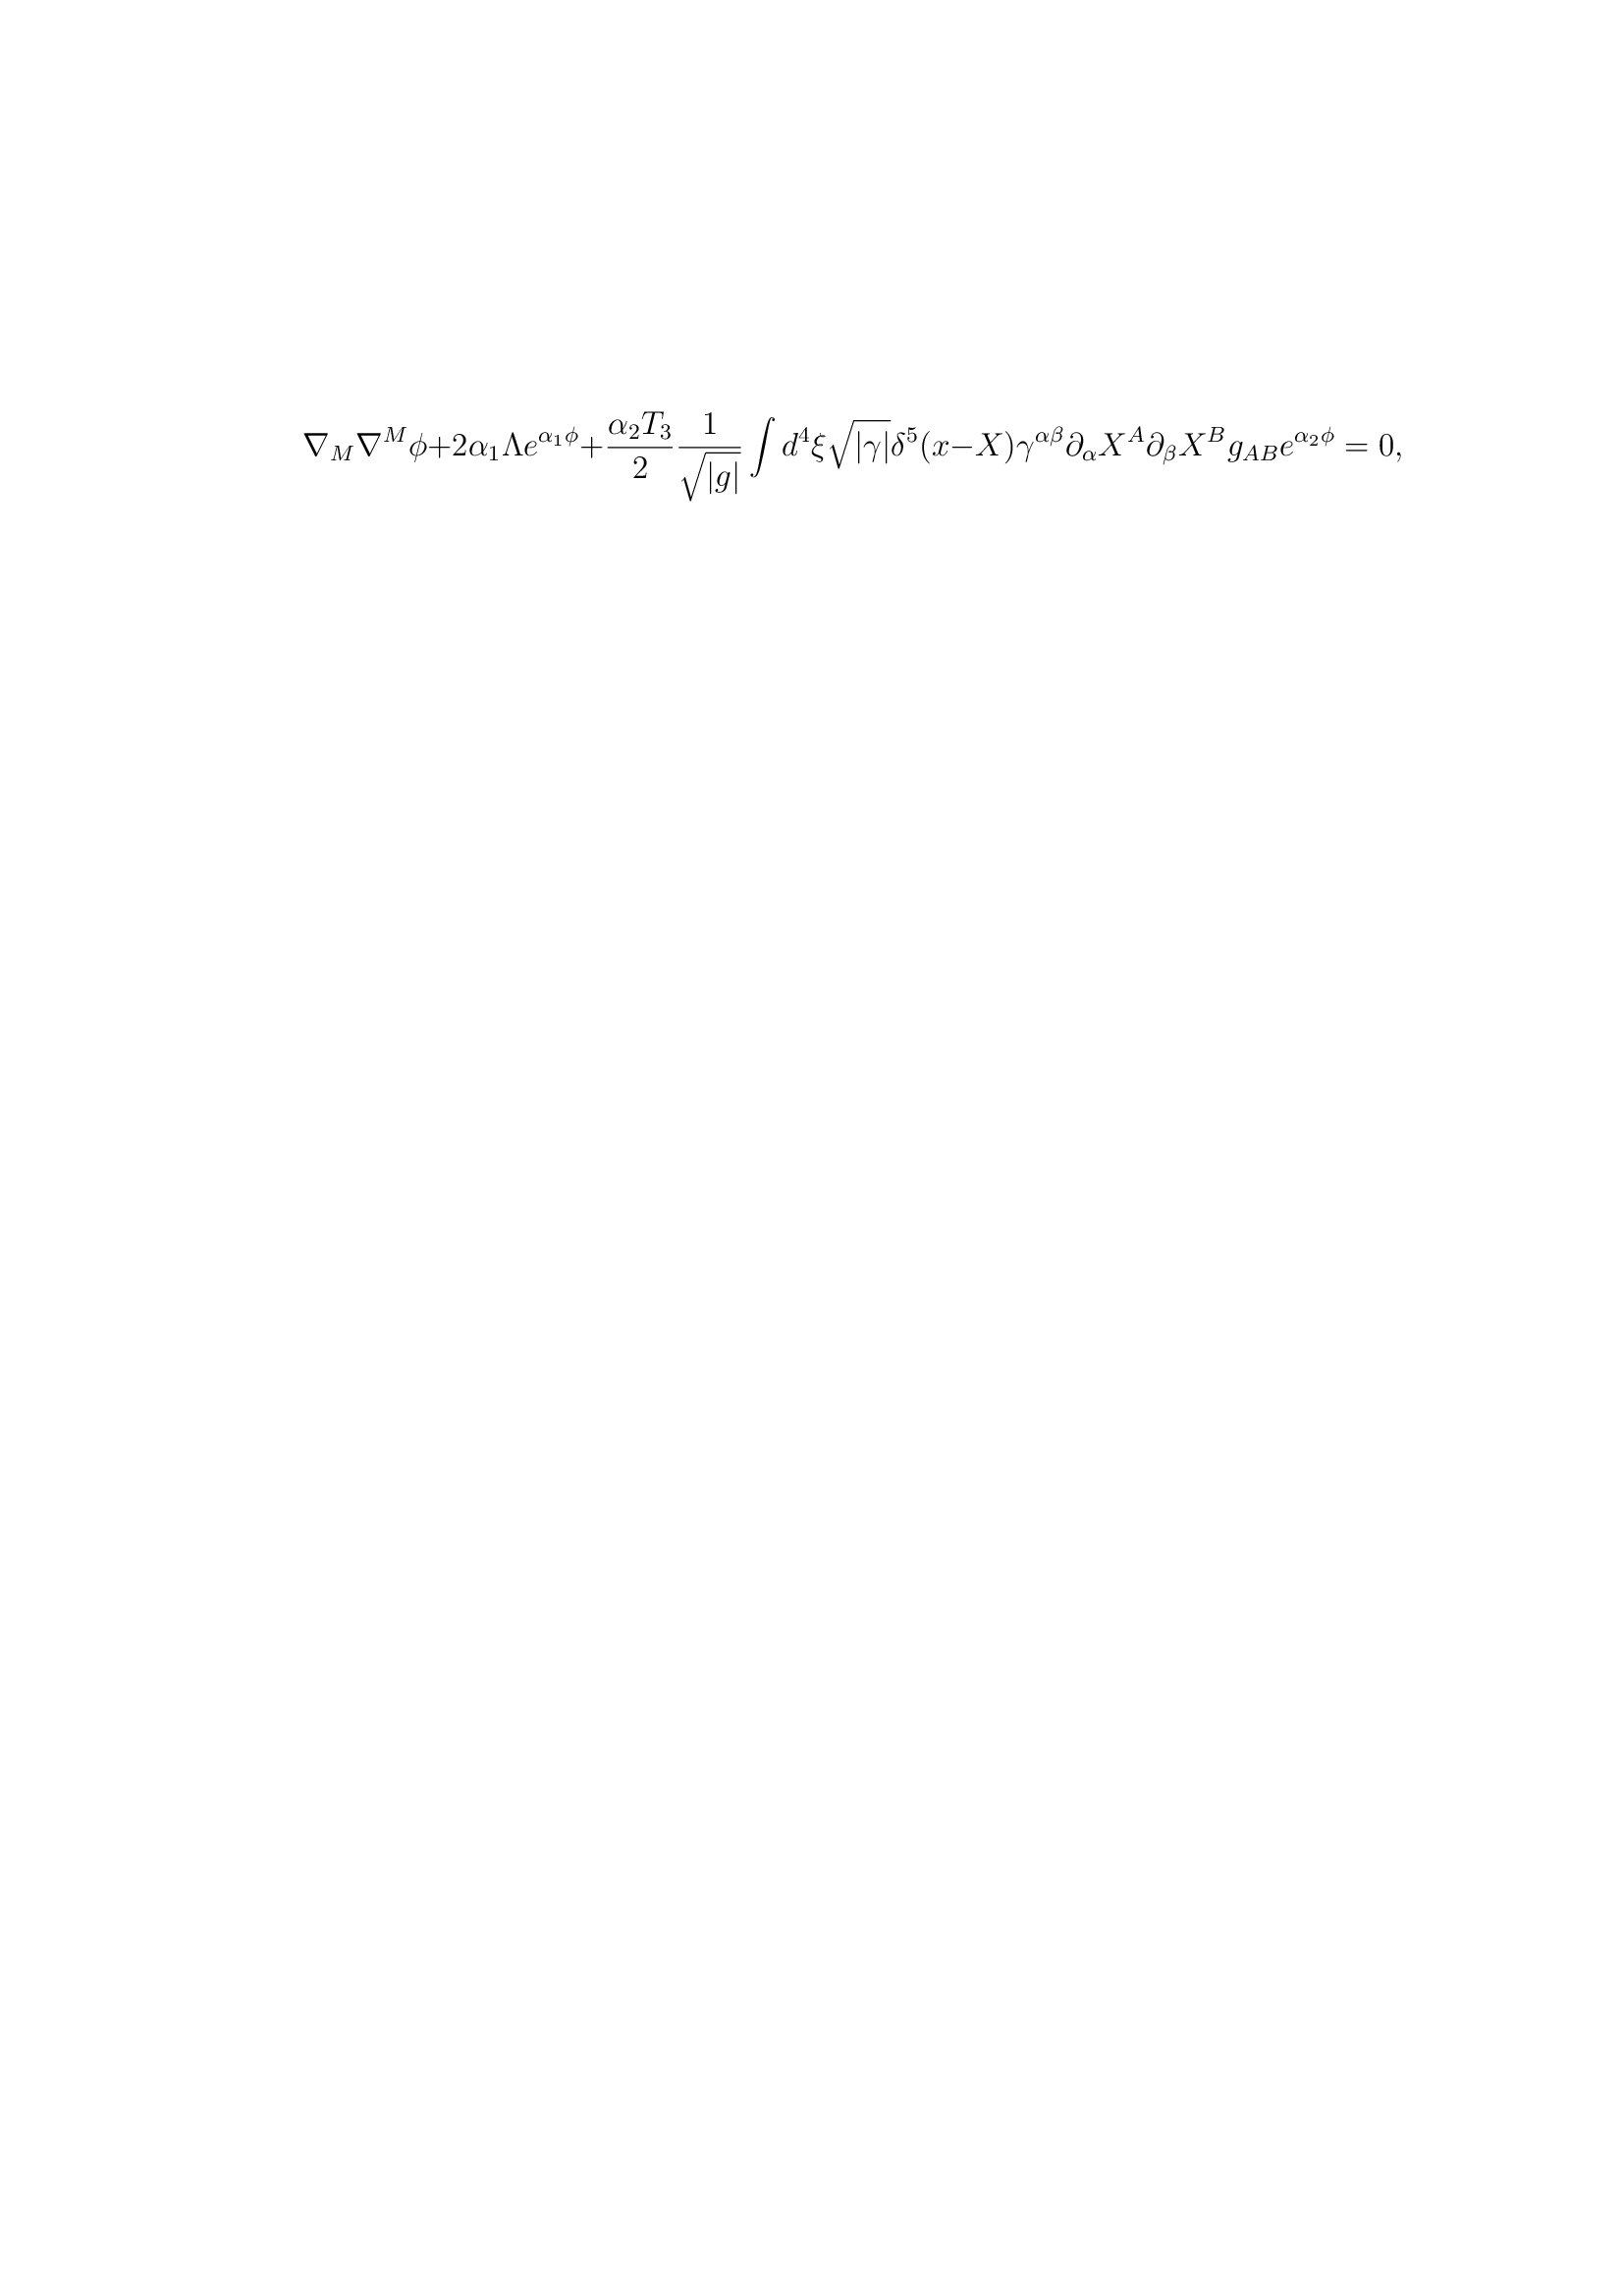 $$\nabla_M \nabla^M \phi + 2\alpha_1 \Lambda e^{\alpha_1 \phi} + \frac{\alpha_2 T_3}{2} \frac{1}{\sqrt{|g|}} \int d^4\xi \sqrt{|\gamma|} \delta^5(x-X) \gamma^{\alpha\beta} \partial_\alpha X^A \partial_\beta X^B g_{AB} e^{\alpha_2 \phi} = 0,$$